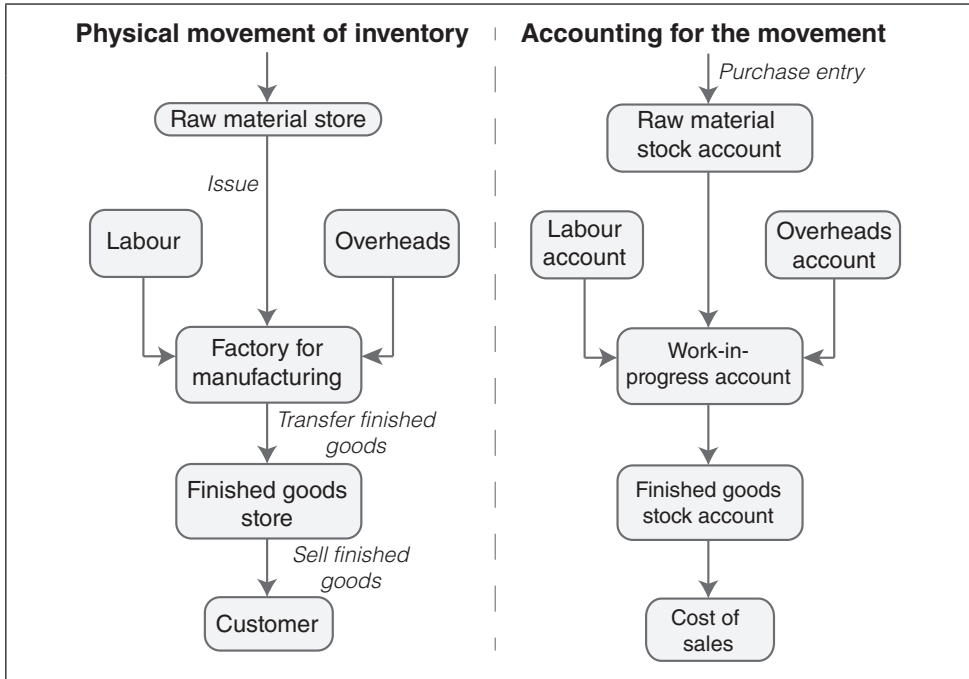 Physical movement of inventory
Raw material store
Issue
Labour
Overheads
Factory for
manufacturing
Transfer finished
goods
Finished goods
store
Sell finished
goods
Customer
Accounting for the movement
Purchase entry
Raw material
stock account
Labour
account
Overheads
account
Work-in-
progress account
Finished goods
stock account
Cost of
sales